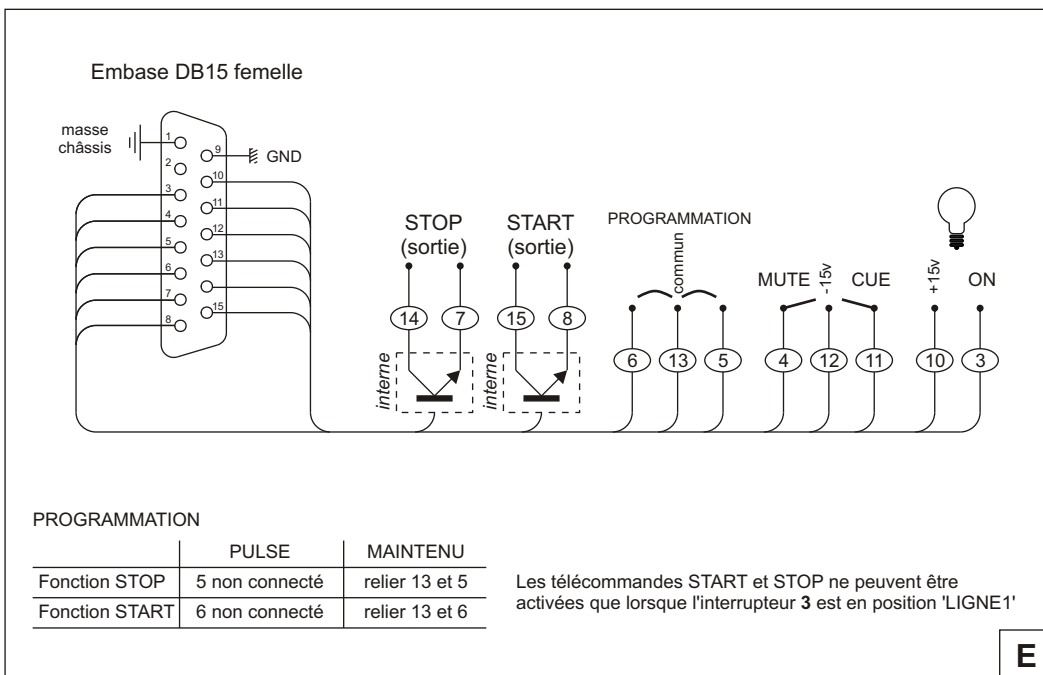 Embase DB15 femelle
masse
châssis
1
2
3
4
5
6
7
8
9
GND
10
11
12
13
15
STOP
(sortie)
START
(sortie)
PROGRAMMATION
commun
MUTE
-15v
CUE
+15v
ON
14
7
15
8
6
13
5
4
12
11
10
3
interne
interne
PROGRAMMATION
PULSE MAINTENU
Fonction STOP 5 non connecté relier 13 et 5
Fonction START 6 non connecté relier 13 et 6
Les télécommandes START et STOP ne peuvent être
activées que lorsque l'interrupteur 3 est en position 'LIGNE1'
E